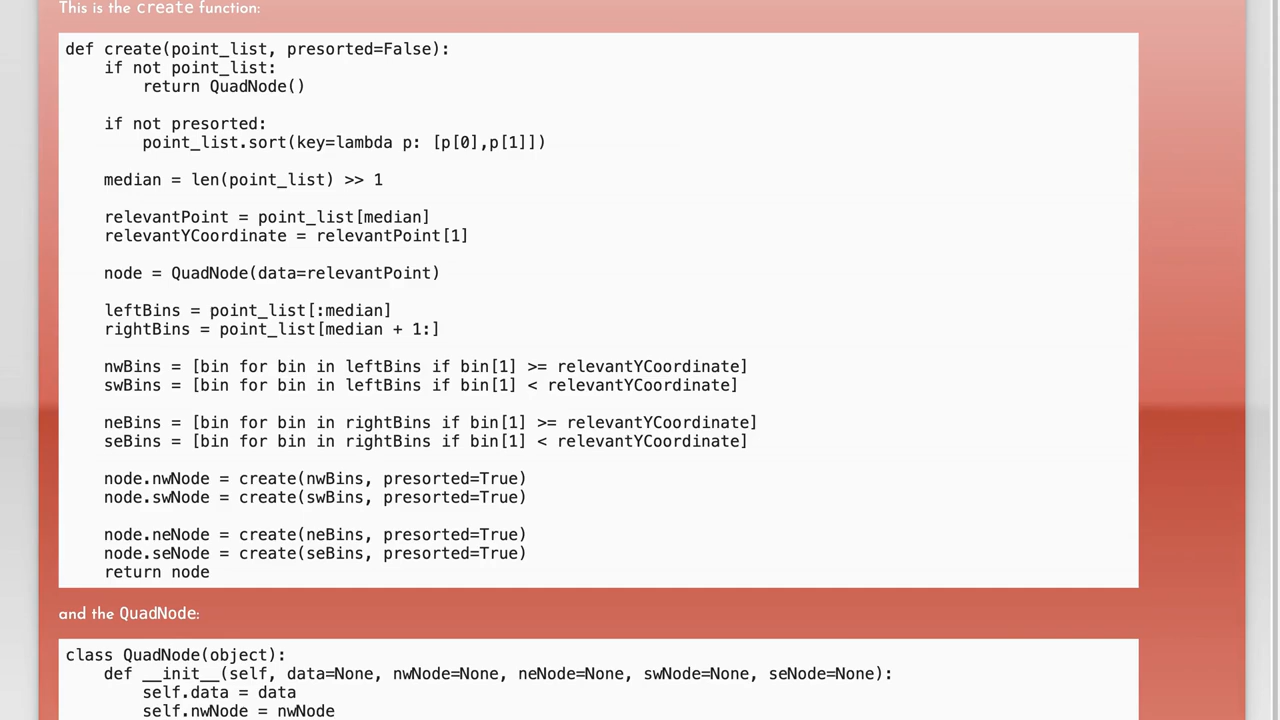 This is the create function:
def create(point_list, presorted=False):
    if not point_list:
        return QuadNode()
    if not presorted:
        point_list.sort(key=lambda p: [p[0],p[1]])
    median = len(point_list) >> 1
    relevantPoint = point_list[median]
    relevantYCoordinate = relevantPoint[1]
    node = QuadNode(data=relevantPoint)
    leftBins = point_list[:median]
    rightBins = point_list[median + 1:]
    nwBins = [bin for bin in leftBins if bin[1] >= relevantYCoordinate]
    swBins = [bin for bin in leftBins if bin[1] < relevantYCoordinate]
    neBins = [bin for bin in rightBins if bin[1] >= relevantYCoordinate]
    seBins = [bin for bin in rightBins if bin[1] < relevantYCoordinate]
    node.nwNode = create(nwBins, presorted=True)
    node.swNode = create(swBins, presorted=True)
    node.neNode = create(neBins, presorted=True)
    node.seNode = create(seBins, presorted=True)
    return node
and the QuadNode:
class QuadNode(object):
    def __init__(self, data=None, nwNode=None, neNode=None, swNode=None, seNode=None):
        self.data = data
        self.nwNode = nwNode